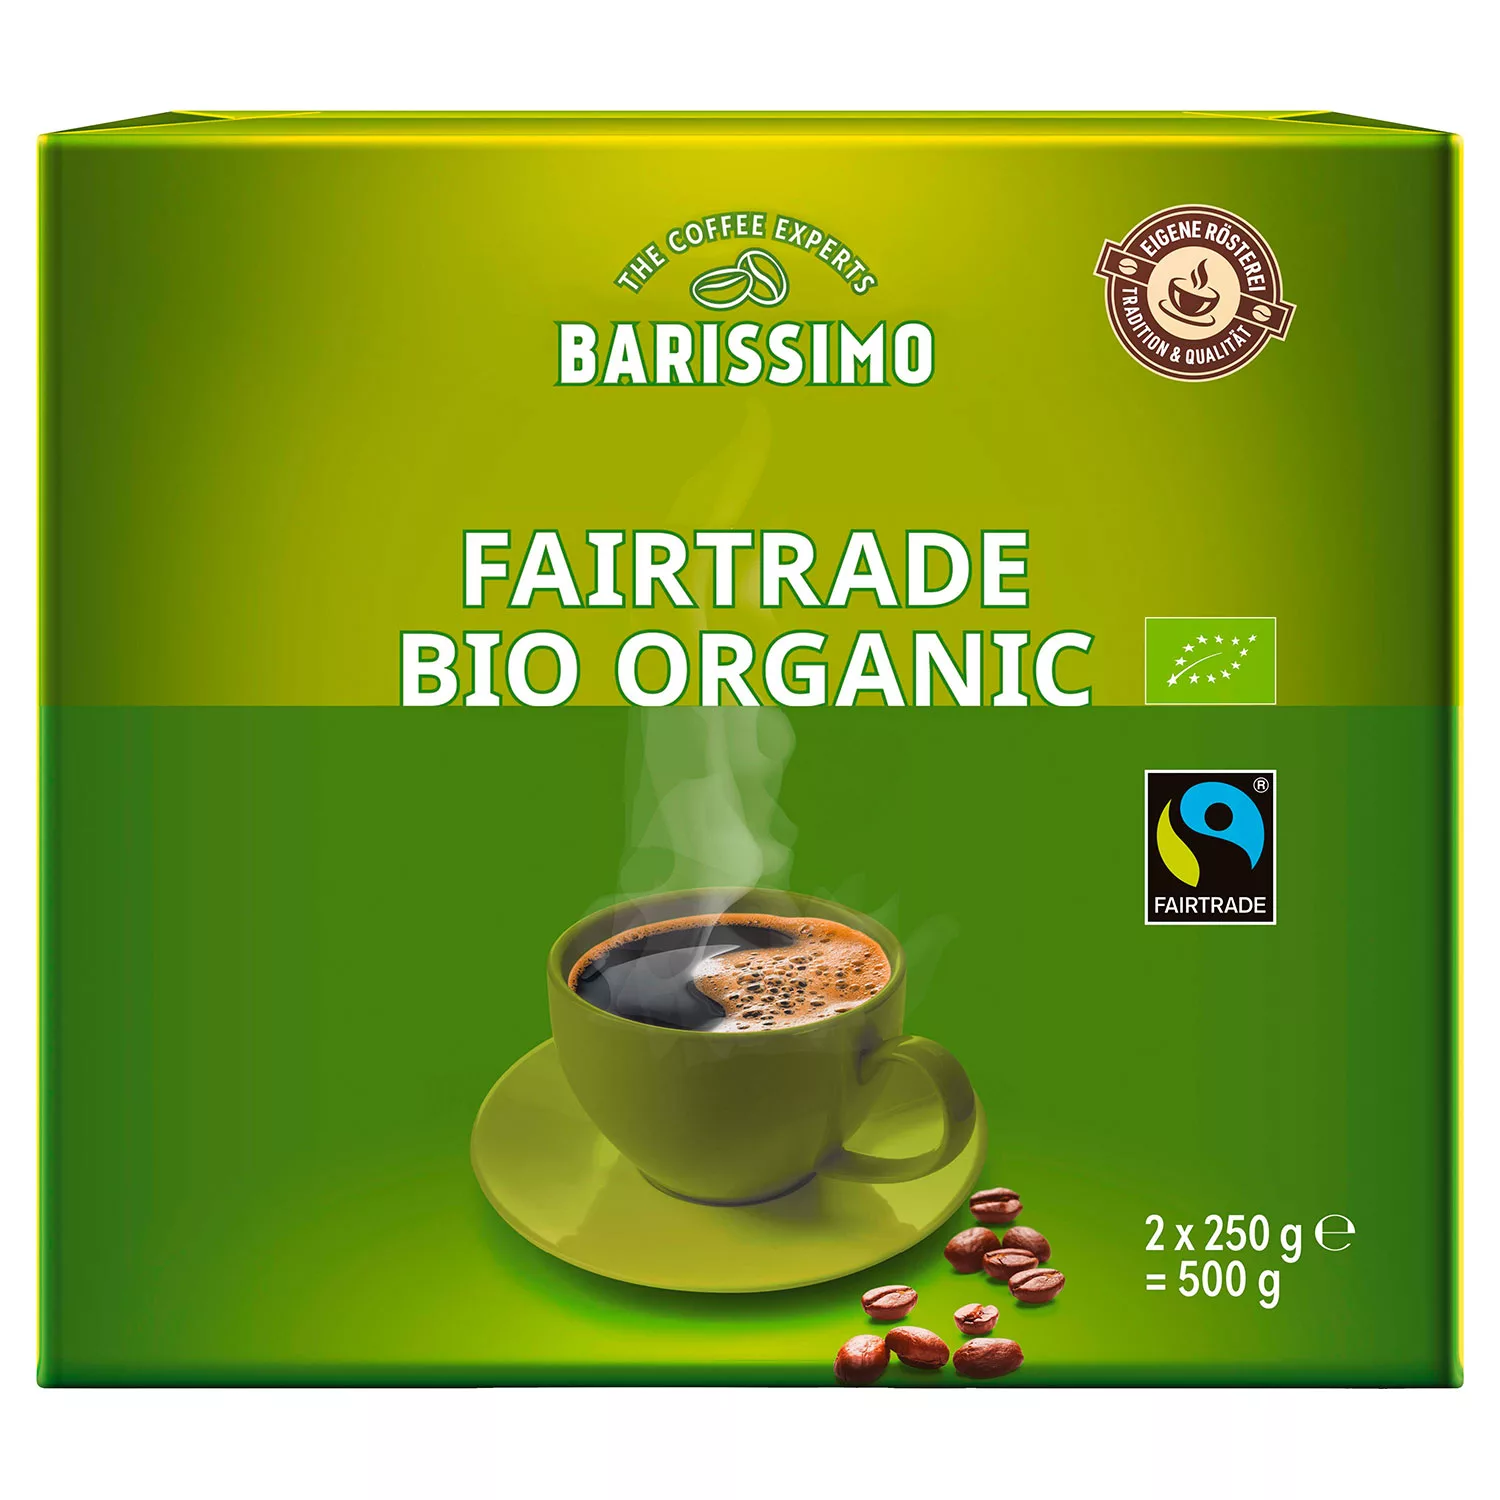 THE COFFEE EXPERTS
BARISSIMO
EIGENE RÖSTEREI
TRADITION & QUALITÄT
FAIRTRADE
BIO ORGANIC
®
FAIRTRADE
2 x 250 g ℮
= 500 g